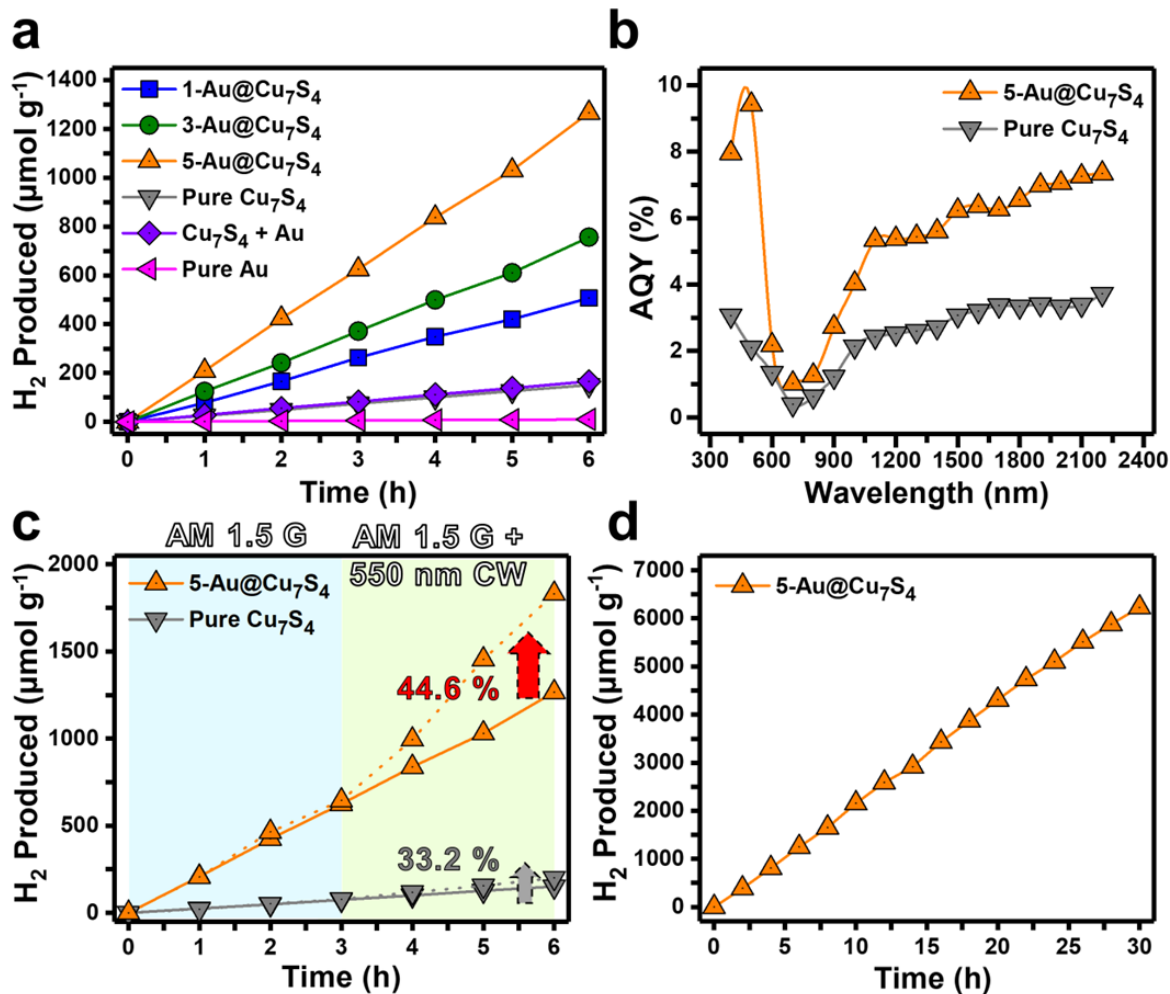 a
H₂ Produced (μmol g⁻¹)
1400
1200
1000
800
600
400
200
0
1-Au@Cu₇S₄
3-Au@Cu₇S₄
5-Au@Cu₇S₄
Pure Cu₇S₄
Cu₇S₄ + Au
Pure Au
0 1 2 3 4 5 6
Time (h)
b
AQY (%)
10
8
6
4
2
0
5-Au@Cu₇S₄
Pure Cu₇S₄
300 600 900 1200 1500 1800 2100 2400
Wavelength (nm)
c
AM 1.5 G
AM 1.5 G +
550 nm CW
H₂ Produced (μmol g⁻¹)
2000
1500
1000
500
0
5-Au@Cu₇S₄
Pure Cu₇S₄
44.6 %
33.2 %
0 1 2 3 4 5 6
Time (h)
d
H₂ Produced (μmol g⁻¹)
7000
6000
5000
4000
3000
2000
1000
0
5-Au@Cu₇S₄
0 5 10 15 20 25 30
Time (h)